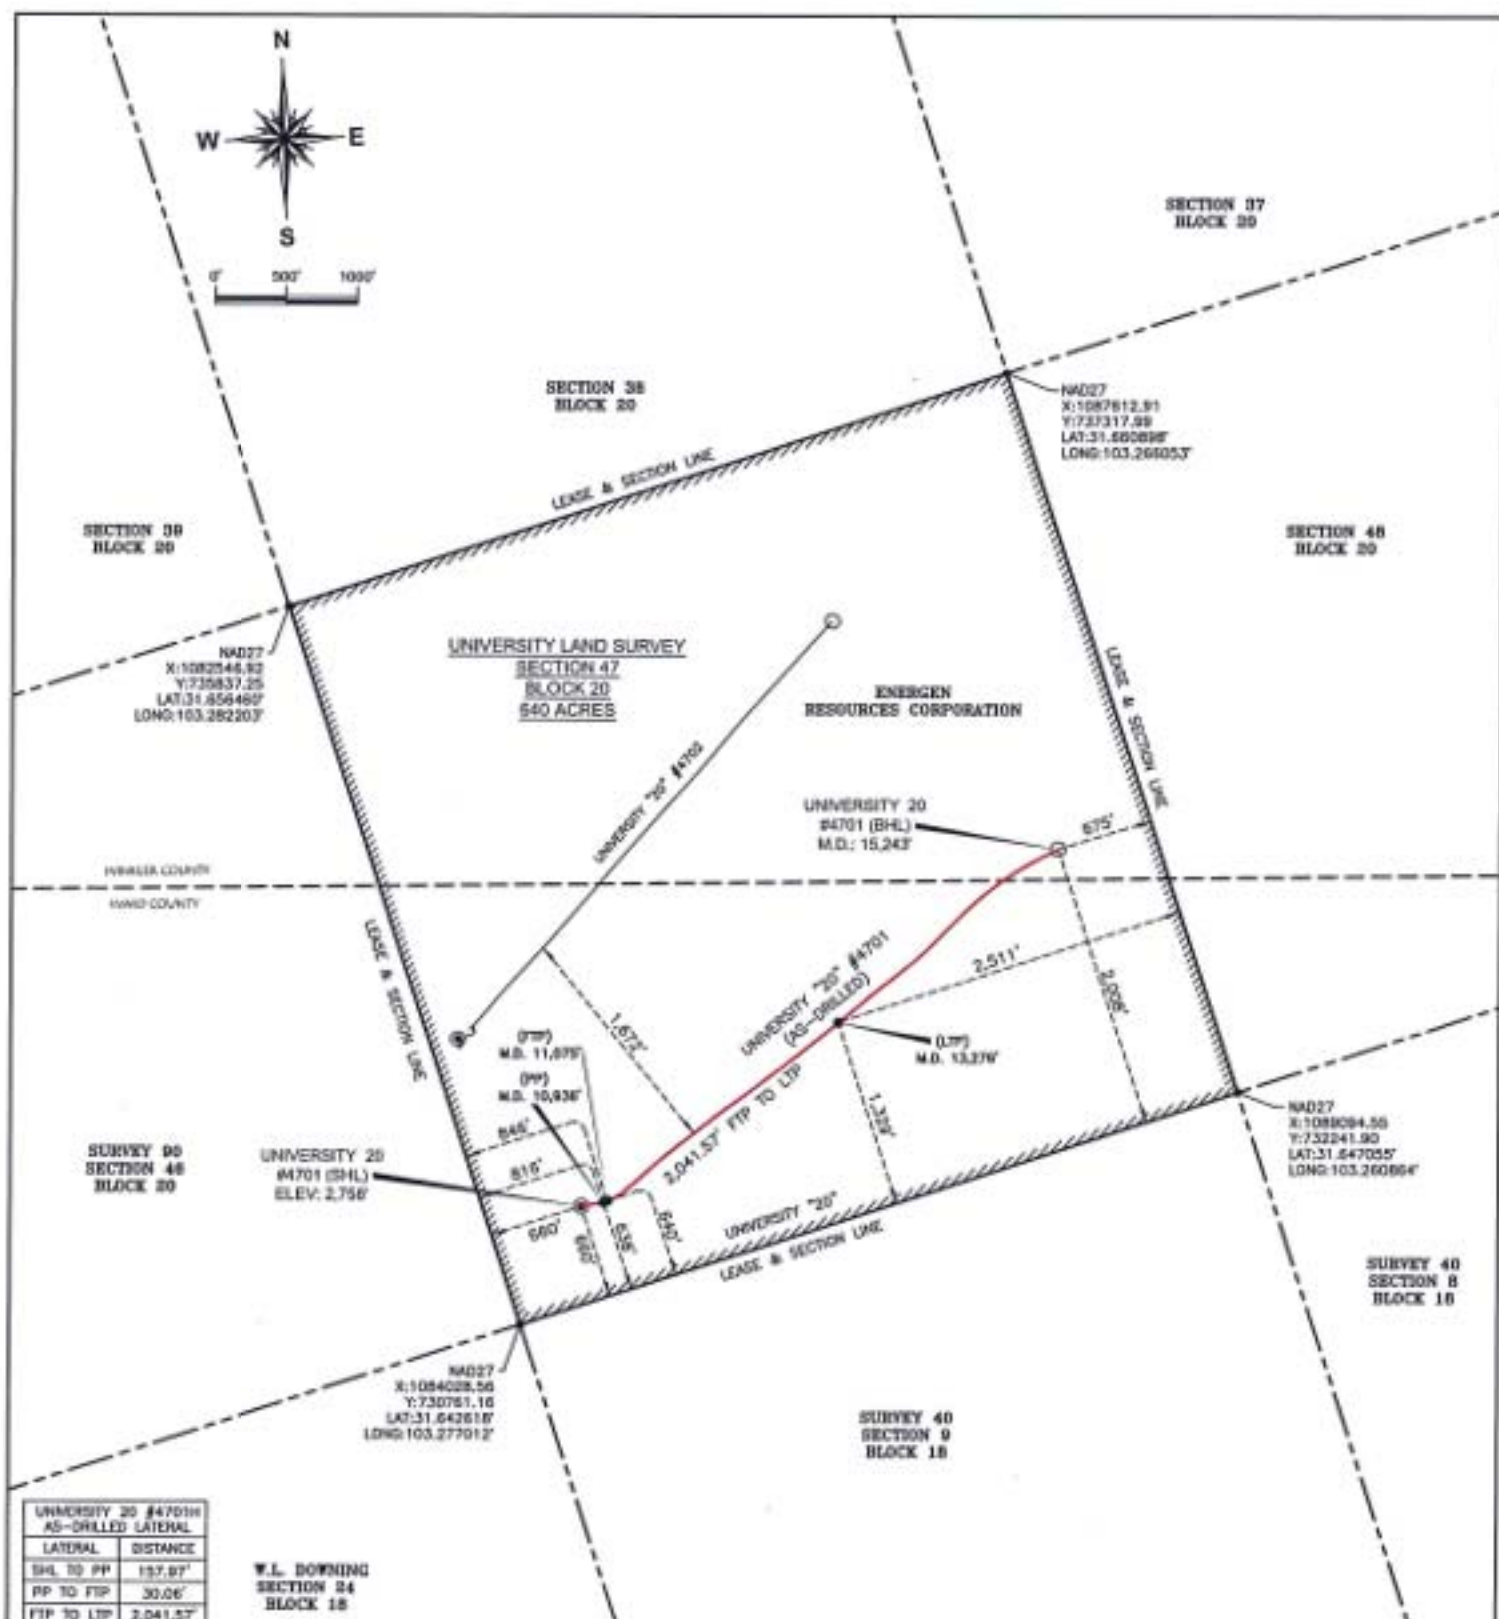 N
W E
S
0' 500' 1000'
SECTION 37
BLOCK 20
SECTION 38
BLOCK 20
NAD27
X:1087612.91
Y:737317.99
LAT:31.660898°
LONG:103.266053°
LEASE & SECTION LINE
SECTION 39
BLOCK 20
SECTION 48
BLOCK 20
NAD27
X:1082546.92
Y:735837.25
LAT:31.656460°
LONG:103.282203°
UNIVERSITY LAND SURVEY
SECTION 47
BLOCK 20
640 ACRES
ENERGEN
RESOURCES CORPORATION
LEASE & SECTION LINE
UNIVERSITY "20" #4702
UNIVERSITY 20
#4701 (BHL)
M.D.: 15,243'
675'
WINKLER COUNTY
WARD COUNTY
LEASE & SECTION LINE
UNIVERSITY "20" #4701
(AS-DRILLED)
2,511'
2,008'
1,673'
(FTP)
M.D. 11,075'
(PP)
M.D. 10,936'
(LTP)
M.D. 13,276'
2,041.57' FTP TO LTP
1,329'
846'
816'
660'
660'
638'
640'
SURVEY 90
SECTION 46
BLOCK 20
UNIVERSITY 20
#4701 (SHL)
ELEV: 2,756'
UNIVERSITY "20"
LEASE & SECTION LINE
NAD27
X:1089094.55
Y:732241.90
LAT:31.647055°
LONG:103.260864°
SURVEY 40
SECTION 8
BLOCK 18
NAD27
X:1084028.56
Y:730761.16
LAT:31.642618°
LONG:103.277012°
SURVEY 40
SECTION 9
BLOCK 18
UNIVERSITY 20 #4701H
AS-DRILLED LATERAL
LATERAL DISTANCE
SHL TO PP 157.97'
PP TO FTP 30.06'
FTP TO LTP 2,041.57'
W.L. DOWNING
SECTION 24
BLOCK 18